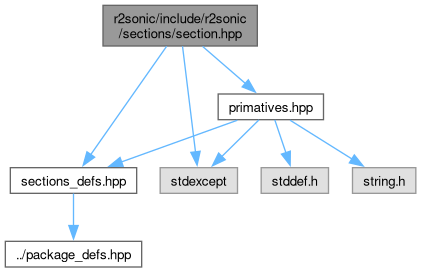 r2sonic/include/r2sonic
/sections/section.hpp
primatives.hpp
sections_defs.hpp
stdexcept
stddef.h
string.h
../package_defs.hpp